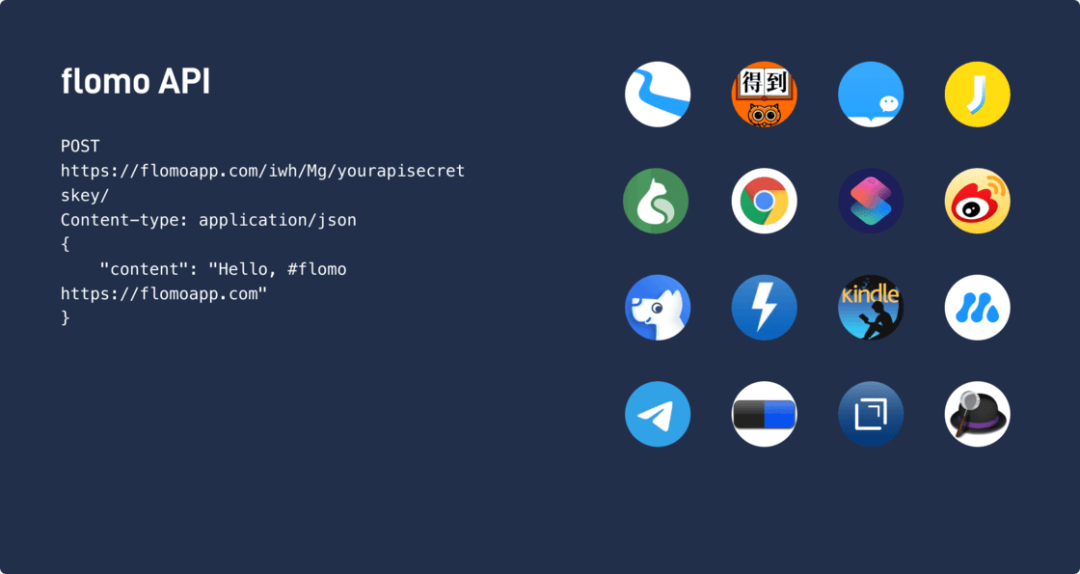 flomo API
POST
https://flomoapp.com/iwh/Mg/yourapisecret
skey/
Content-type: application/json
{
    "content": "Hello, #flomo
https://flomoapp.com"
}
得到
kindle